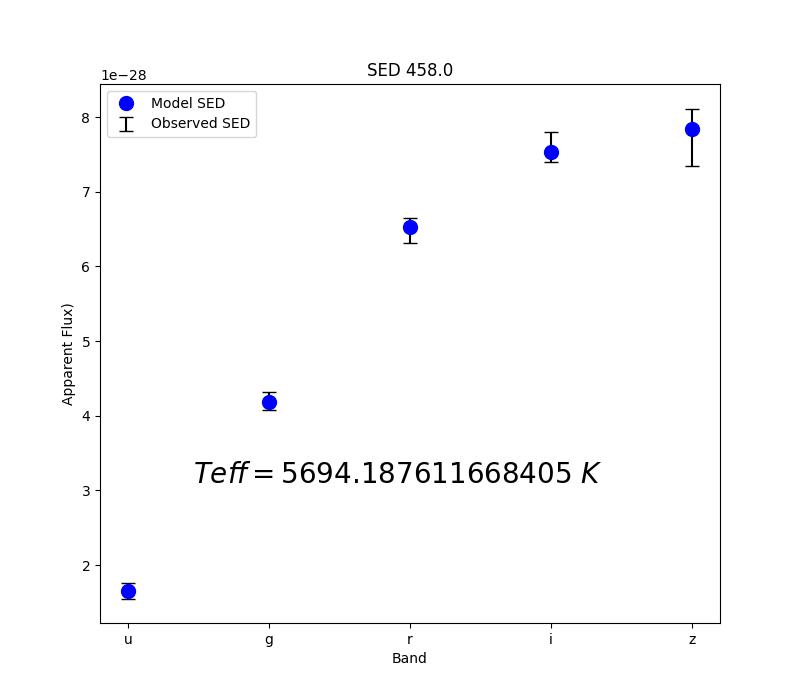 SED 458.0
1e−28
Model SED
Observed SED
8
7
6
5
4
3
2
Apparent Flux)
Teff = 5694.187611668405 K
u g r i z
Band